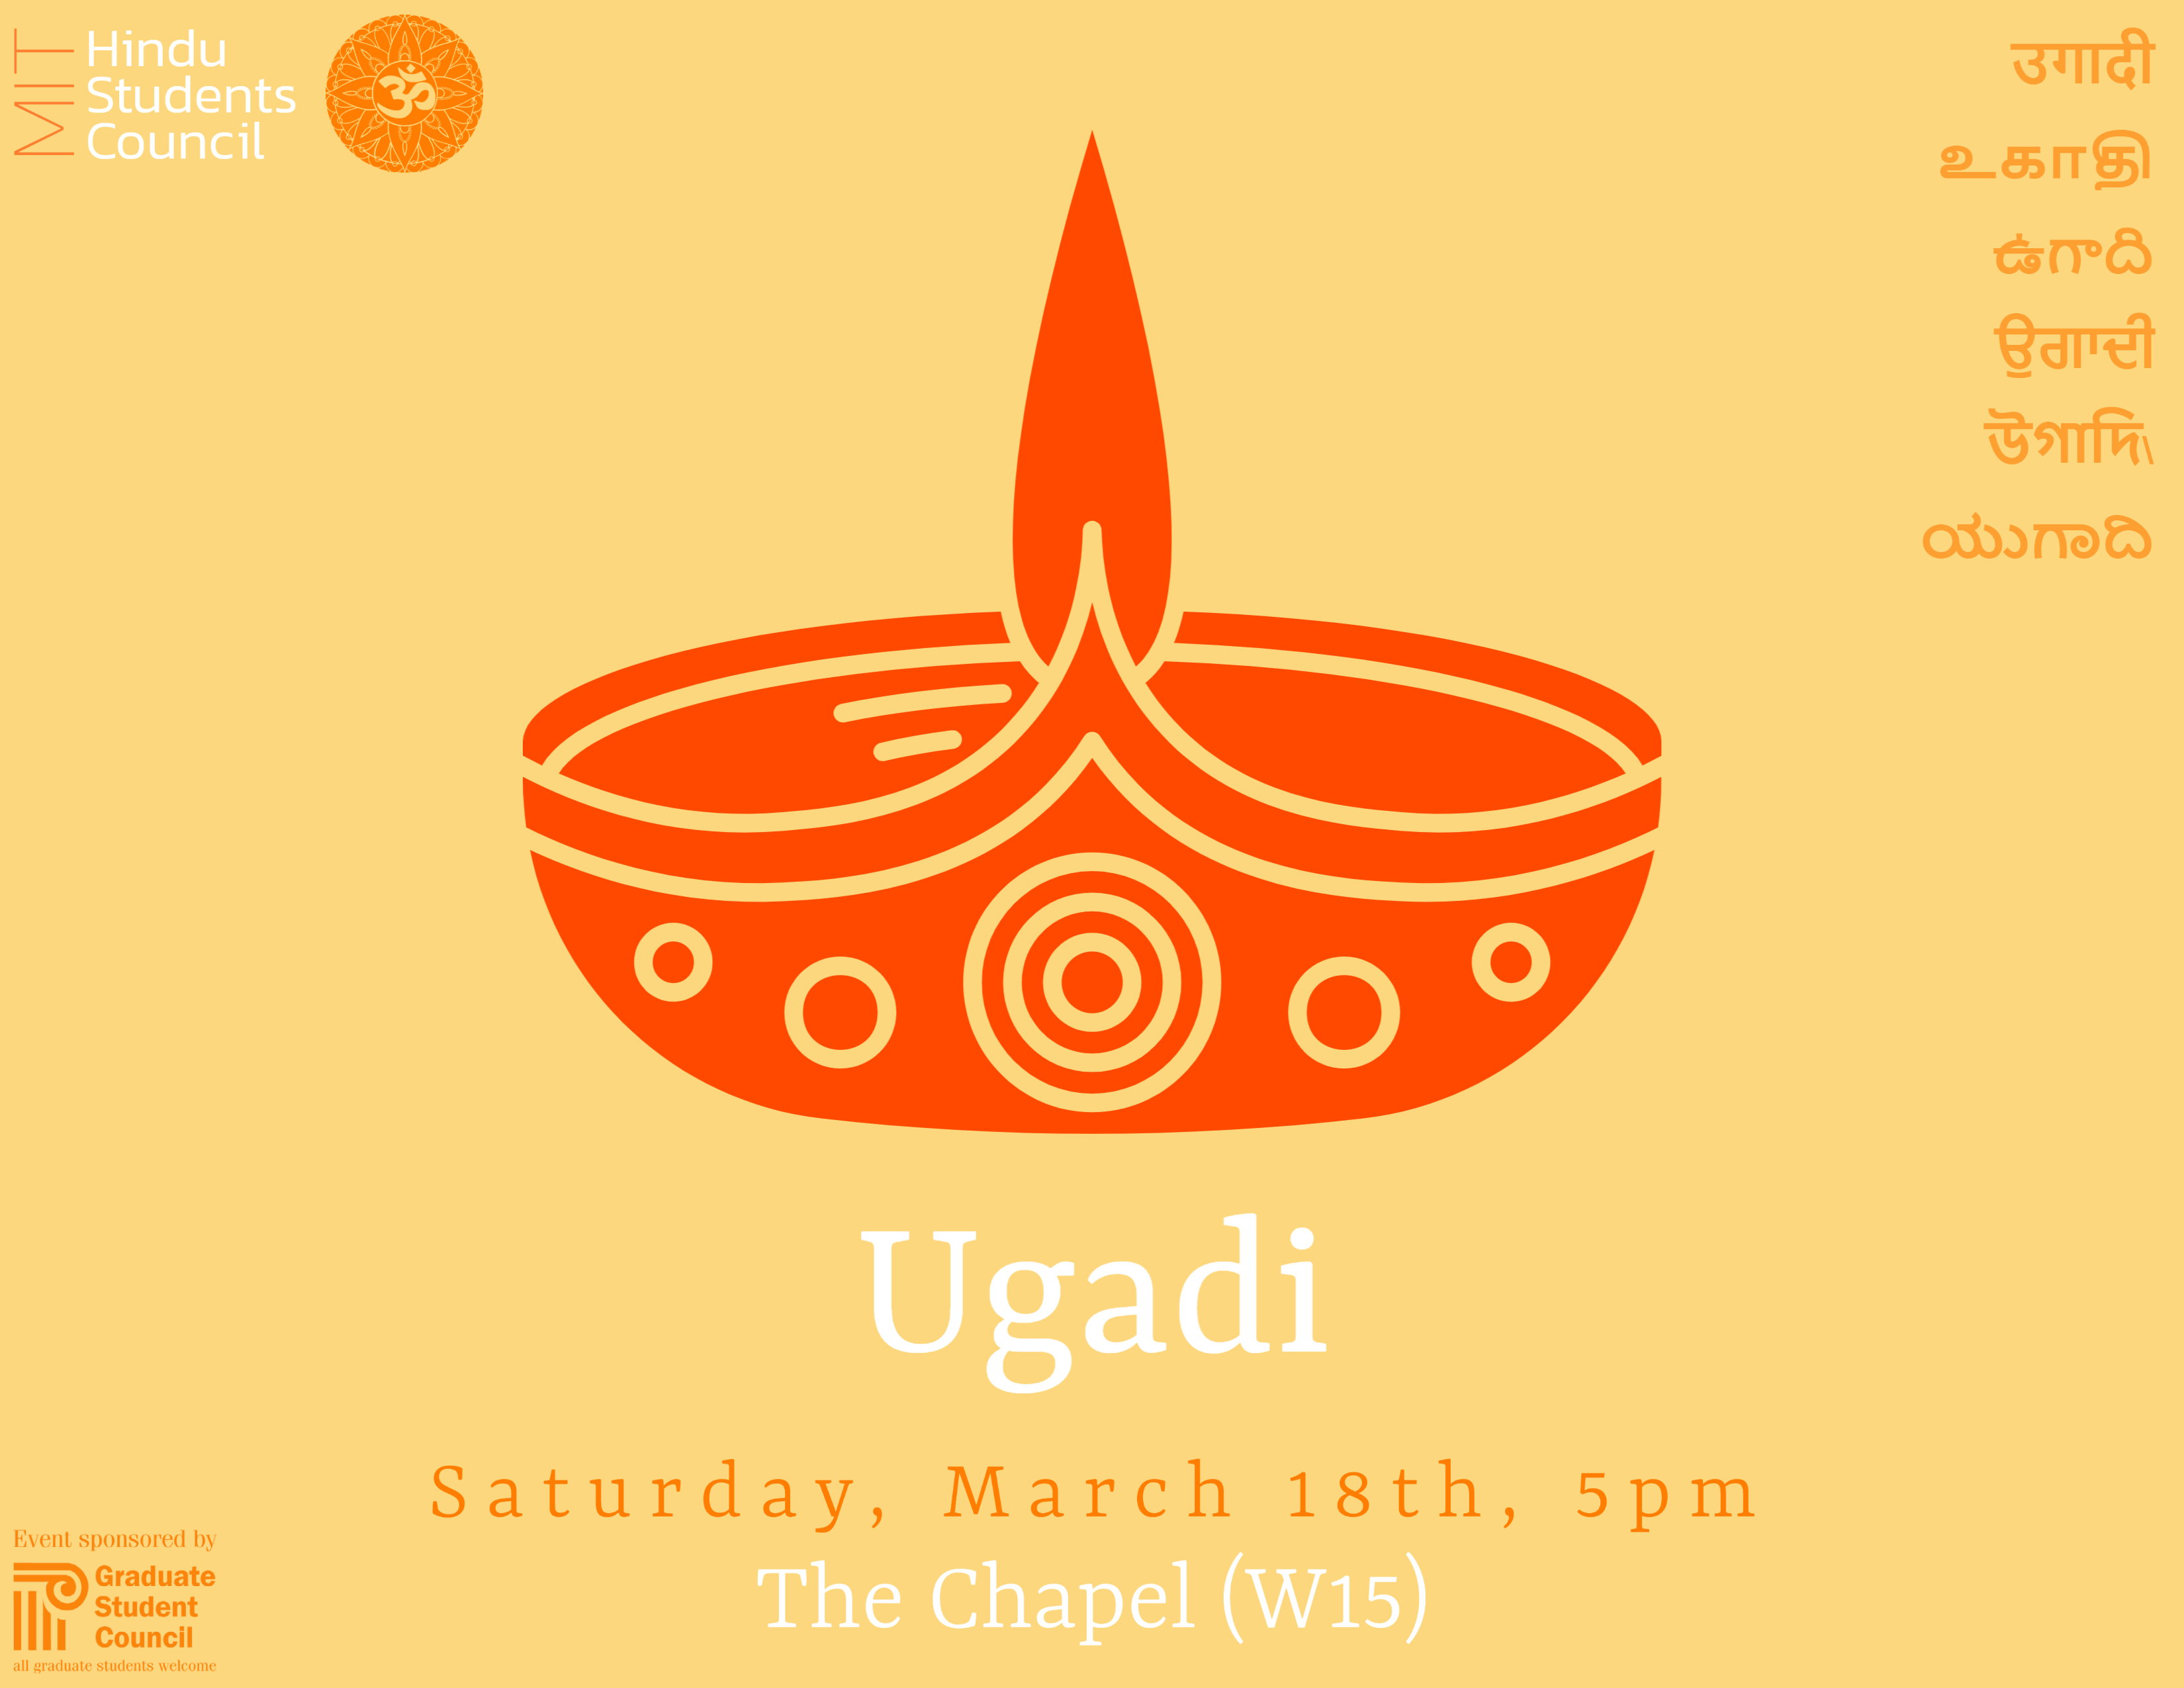 MIT
Hindu
Students
Council
ॐ
उगादी
உகாதி
ఉగాది
ਉਗਾਦੀ
উগাদি
ಯುಗಾದಿ
Ugadi
Saturday, March 18th, 5pm
The Chapel (W15)
Event sponsored by
Graduate
Student
Council
all graduate students welcome